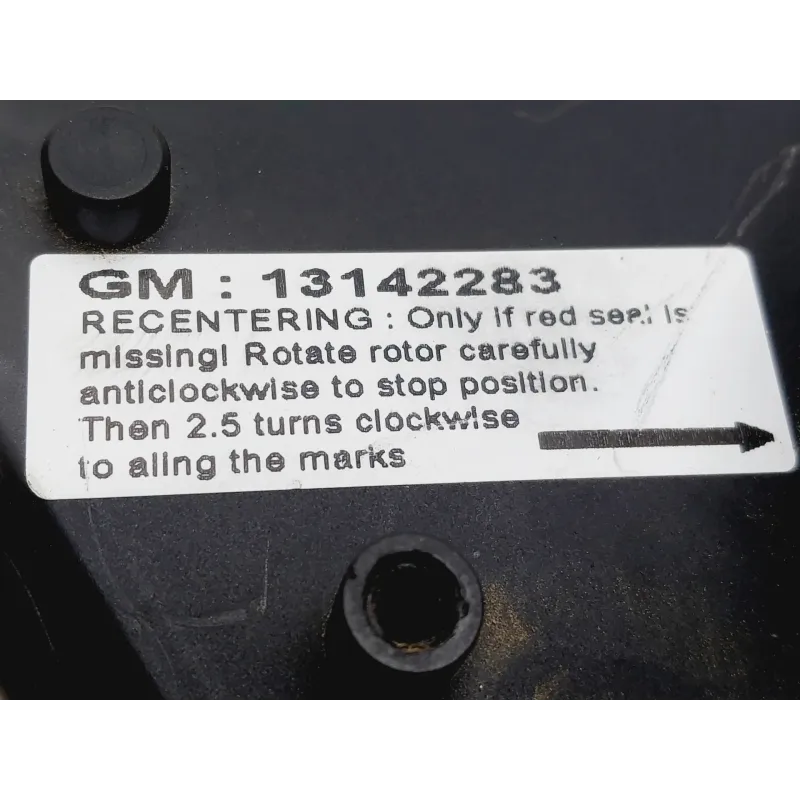 GM : 13142283
RECENTERING : Only if red seal is
missing! Rotate rotor carefully
anticlockwise to stop position.
Then 2.5 turns clockwise
to aling the marks